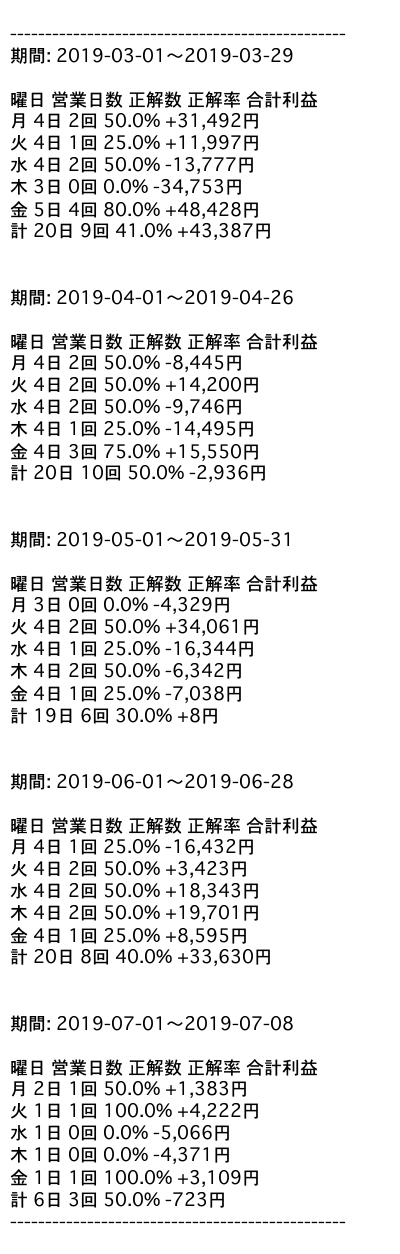 ------------------------------------------------
期間: 2019-03-01〜2019-03-29
曜日 営業日数 正解数 正解率 合計利益
月 4日 2回 50.0% +31,492円
火 4日 1回 25.0% +11,997円
水 4日 2回 50.0% -13,777円
木 3日 0回 0.0% -34,753円
金 5日 4回 80.0% +48,428円
計 20日 9回 41.0% +43,387円
期間: 2019-04-01〜2019-04-26
曜日 営業日数 正解数 正解率 合計利益
月 4日 2回 50.0% -8,445円
火 4日 2回 50.0% +14,200円
水 4日 2回 50.0% -9,746円
木 4日 1回 25.0% -14,495円
金 4日 3回 75.0% +15,550円
計 20日 10回 50.0% -2,936円
期間: 2019-05-01〜2019-05-31
曜日 営業日数 正解数 正解率 合計利益
月 3日 0回 0.0% -4,329円
火 4日 2回 50.0% +34,061円
水 4日 1回 25.0% -16,344円
木 4日 2回 50.0% -6,342円
金 4日 1回 25.0% -7,038円
計 19日 6回 30.0% +8円
期間: 2019-06-01〜2019-06-28
曜日 営業日数 正解数 正解率 合計利益
月 4日 1回 25.0% -16,432円
火 4日 2回 50.0% +3,423円
水 4日 2回 50.0% +18,343円
木 4日 2回 50.0% +19,701円
金 4日 1回 25.0% +8,595円
計 20日 8回 40.0% +33,630円
期間: 2019-07-01〜2019-07-08
曜日 営業日数 正解数 正解率 合計利益
月 2日 1回 50.0% +1,383円
火 1日 1回 100.0% +4,222円
水 1日 0回 0.0% -5,066円
木 1日 0回 0.0% -4,371円
金 1日 1回 100.0% +3,109円
計 6日 3回 50.0% -723円
------------------------------------------------